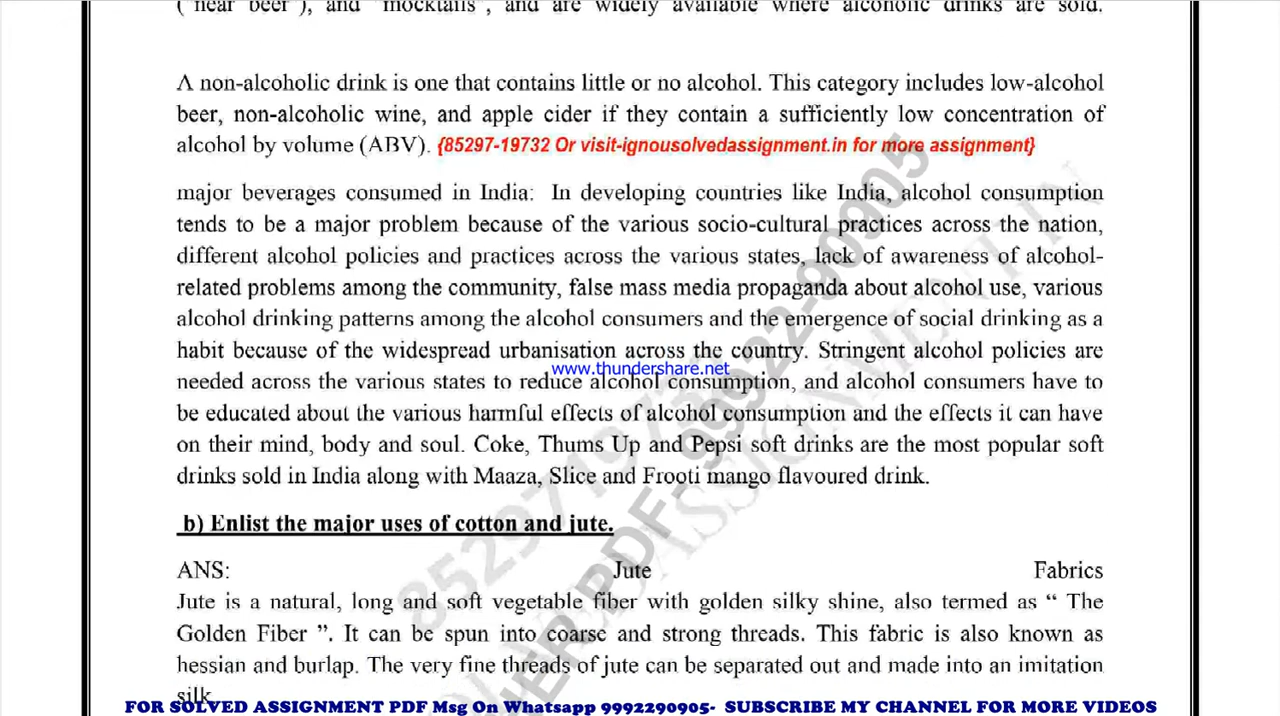 ("near beer"), and "mocktails", and are widely available where alcoholic drinks are sold.
A non-alcoholic drink is one that contains little or no alcohol. This category includes low-alcohol
beer, non-alcoholic wine, and apple cider if they contain a sufficiently low concentration of
alcohol by volume (ABV). {85297-19732 Or visit-ignousolvedassignment.in for more assignment}
major beverages consumed in India: In developing countries like India, alcohol consumption
tends to be a major problem because of the various socio-cultural practices across the nation,
different alcohol policies and practices across the various states, lack of awareness of alcohol-
related problems among the community, false mass media propaganda about alcohol use, various
alcohol drinking patterns among the alcohol consumers and the emergence of social drinking as a
habit because of the widespread urbanisation across the country. Stringent alcohol policies are
www.thundershare.net
needed across the various states to reduce alcohol consumption, and alcohol consumers have to
be educated about the various harmful effects of alcohol consumption and the effects it can have
on their mind, body and soul. Coke, Thums Up and Pepsi soft drinks are the most popular soft
drinks sold in India along with Maaza, Slice and Frooti mango flavoured drink.
b) Enlist the major uses of cotton and jute.
ANS: Jute Fabrics
Jute is a natural, long and soft vegetable fiber with golden silky shine, also termed as “ The
Golden Fiber ”. It can be spun into coarse and strong threads. This fabric is also known as
hessian and burlap. The very fine threads of jute can be separated out and made into an imitation
silk
FOR SOLVED ASSIGNMENT PDF Msg On Whatsapp 9992290905- SUBSCRIBE MY CHANNEL FOR MORE VIDEOS
PDF- 99922-90905